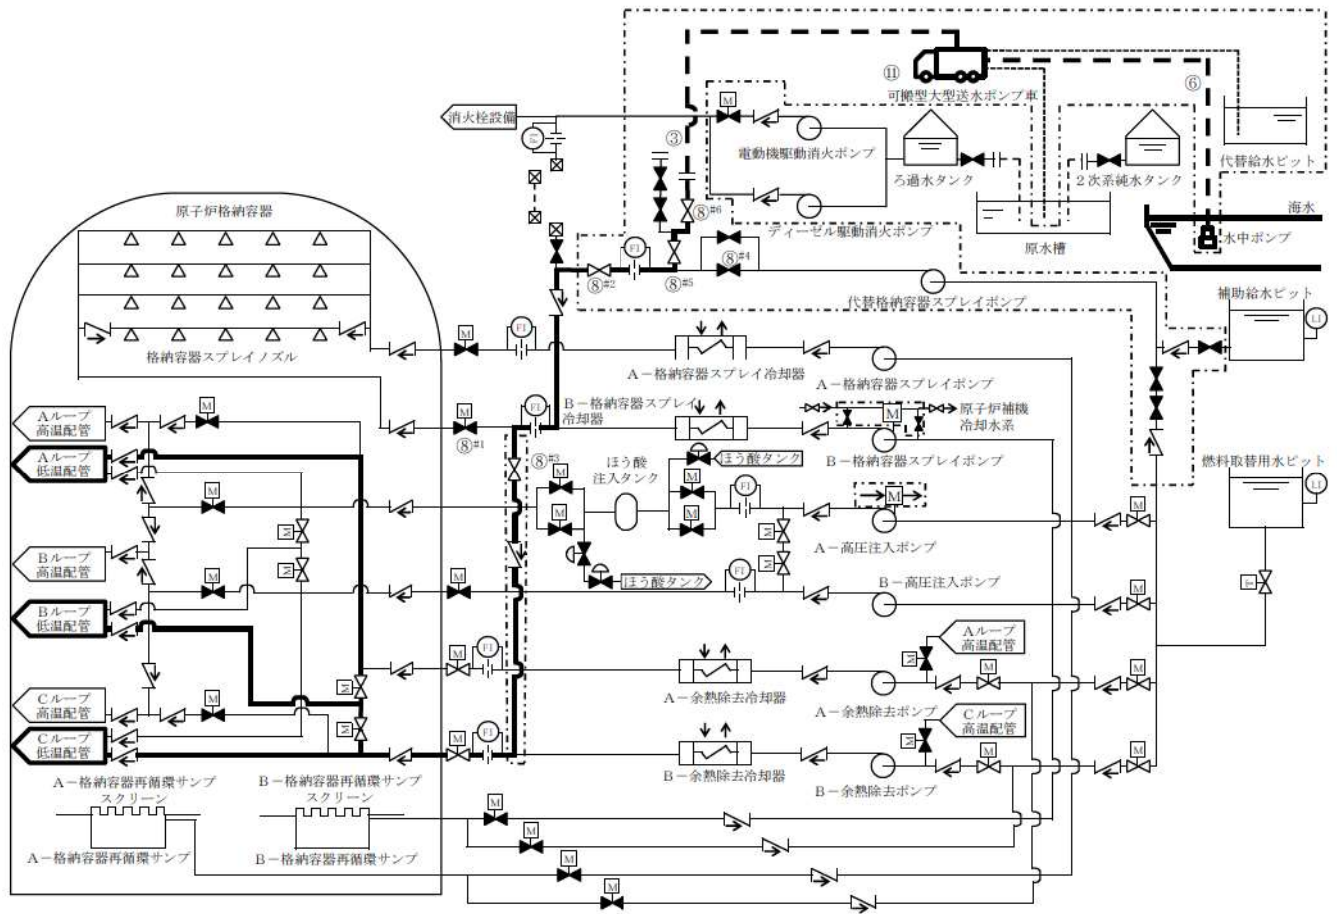 ⑪
可搬型大型送水ポンプ車
⑥
M
消火栓設備
FI
③
電動機駆動消火ポンプ
ろ過水タンク
2次系純水タンク
代替給水ピット
原子炉格納容器
⑧#6
ディーゼル駆動消火ポンプ
原水槽
海水
水中ポンプ
FI
⑧#4
⑧#2
⑧#5
代替格納容器スプレイポンプ
補助給水ピット
LI
M
FI
格納容器スプレイノズル
A-格納容器スプレイ冷却器
A-格納容器スプレイポンプ
Aループ
高温配管
M
M
FI
B-格納容器スプレイ
冷却器
M
原子炉補機
冷却水系
⑧#1
⑧#3
B-格納容器スプレイポンプ
Aループ
低温配管
ほう酸
注入タンク
ほう酸タンク
燃料取替用水ピット
LI
M
M
M
M
M
FI
M
M
M
M
A-高圧注入ポンプ
M
Bループ
高温配管
M
M
T
M
M
ほう酸タンク
FI
B-高圧注入ポンプ
M
Bループ
低温配管
Aループ
高温配管
M
FI
M
M
M
M
A-余熱除去冷却器
A-余熱除去ポンプ
Cループ
高温配管
M
M
Cループ
高温配管
Cループ
低温配管
M
FI
M
M
M
B-余熱除去冷却器
B-余熱除去ポンプ
A-格納容器再循環サンプ
スクリーン
B-格納容器再循環サンプ
スクリーン
M
M
A-格納容器再循環サンプ
B-格納容器再循環サンプ
M
M